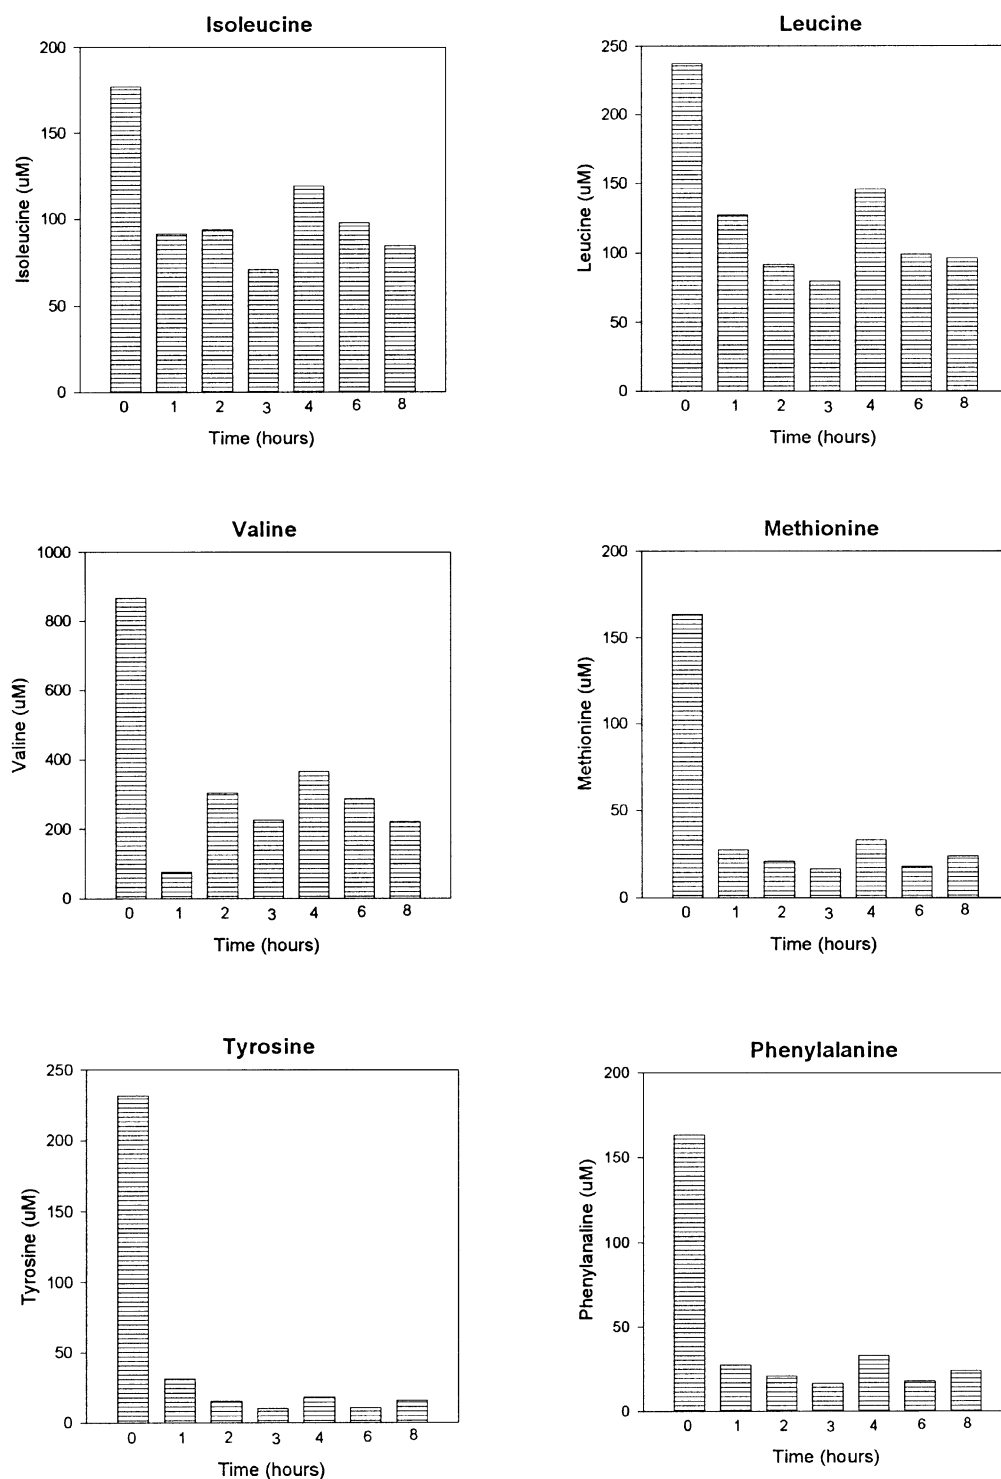 Isoleucine
200
150
100
50
0
Isoleucine (uM)
0 1 2 3 4 6 8
Time (hours)
Leucine
250
200
150
100
50
0
Leucine (uM)
0 1 2 3 4 6 8
Time (hours)
Valine
1000
800
600
400
200
0
Valine (uM)
0 1 2 3 4 6 8
Time (hours)
Methionine
200
150
100
50
0
Methionine (uM)
0 1 2 3 4 6 8
Time (hours)
Tyrosine
250
200
150
100
50
0
Tyrosine (uM)
0 1 2 3 4 6 8
Time (hours)
Phenylalanine
200
150
100
50
0
Phenylanaline (uM)
0 1 2 3 4 6 8
Time (hours)